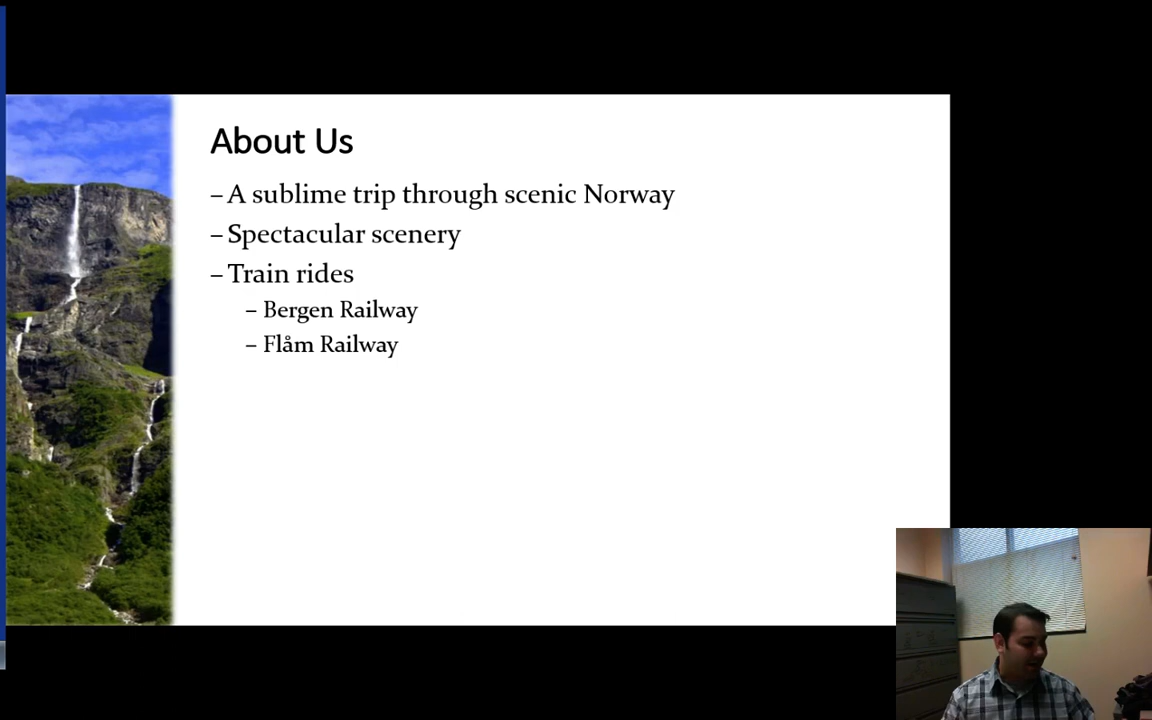 About Us
– A sublime trip through scenic Norway
– Spectacular scenery
– Train rides
– Bergen Railway
– Flåm Railway